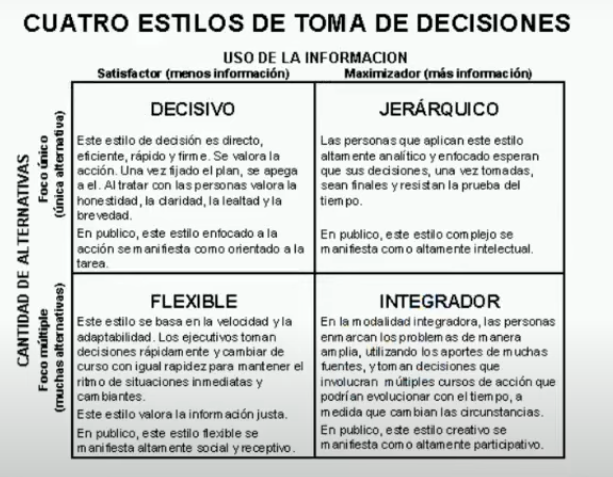 CUATRO ESTILOS DE TOMA DE DECISIONES
USO DE LA INFORMACION
Satisfactor (menos información)
Maximizador (más información)
CANTIDAD DE ALTERNATIVAS
Foco único
(única alternativa)
DECISIVO
Este estilo de decisión es directo,
eficiente, rápido y firme. Se valora la
acción. Una vez fijado el plan, se apega
a el. Al tratar con las personas valora la
honestidad, la claridad, la lealtad y la
brevedad.
En publico, este estilo enfocado a la
acción se manifiesta como orientado a la
tarea.
JERÁRQUICO
Las personas que aplican este estilo
altamente analítico y enfocado esperan
que sus decisiones, una vez tomadas,
sean finales y resistan la prueba del
tiempo.
En publico, este estilo complejo se
manifiesta como altamente intelectual.
Foco múltiple
(muchas alternativas)
FLEXIBLE
Este estilo se basa en la velocidad y la
adaptabilidad. Los ejecutivos toman
decisiones rápidamente y cambiar de
curso con igual rapidez para mantener el
ritmo de situaciones inmediatas y
cambiantes.
Este estilo valora la información justa.
En publico, este estilo flexible se
manifiesta altamente social y receptivo.
INTEGRADOR
En la modalidad integradora, las personas
enmarcan los problemas de manera
amplia, utilizando los aportes de muchas
fuentes, y toman decisiones que
involucran múltiples cursos de acción que
podrían evolucionar con el tiempo, a
medida que cambian las circunstancias.
En publico, este estilo creativo se
manifiesta como altamente participativo.